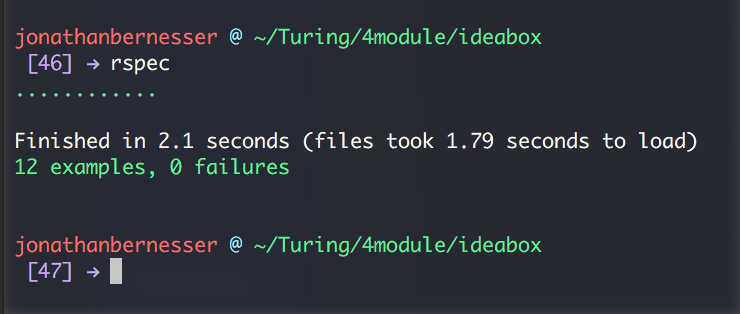 jonathanbernesser @ ~/Turing/4module/ideabox
[46] → rspec
............
Finished in 2.1 seconds (files took 1.79 seconds to load)
12 examples, 0 failures
jonathanbernesser @ ~/Turing/4module/ideabox
[47] →